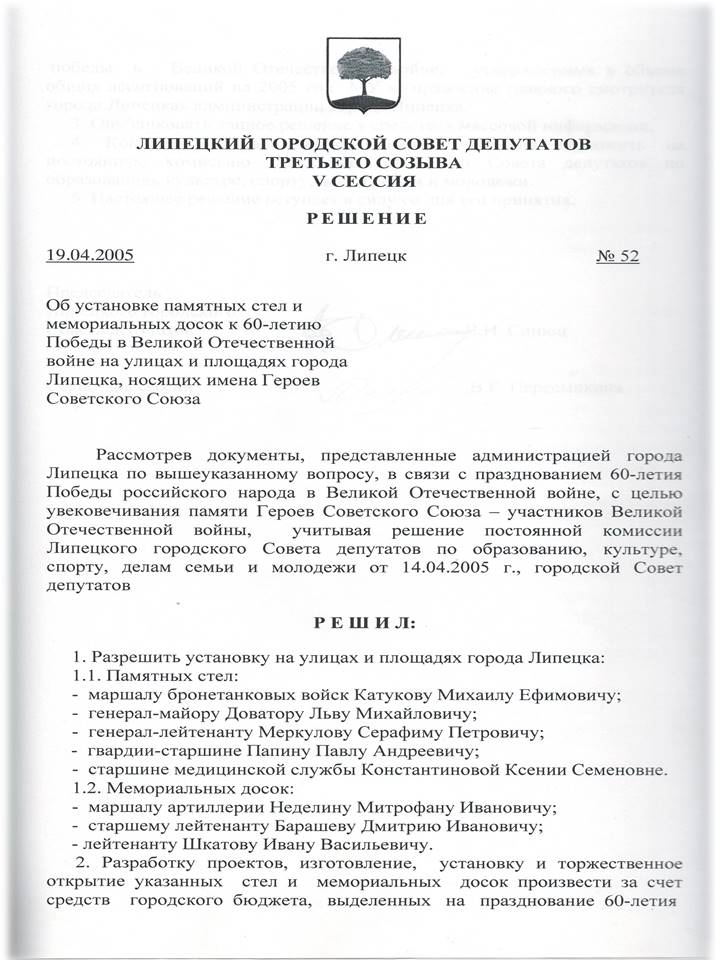 ЛИПЕЦКИЙ ГОРОДСКОЙ СОВЕТ ДЕПУТАТОВ
ТРЕТЬЕГО СОЗЫВА
V СЕССИЯ
Р Е Ш Е Н И Е
19.04.2005 г. Липецк № 52
Об установке памятных стел и
мемориальных досок к 60-летию
Победы в Великой Отечественной
войне на улицах и площадях города
Липецка, носящих имена Героев
Советского Союза
Рассмотрев документы, представленные администрацией города
Липецка по вышеуказанному вопросу, в связи с празднованием 60-летия
Победы российского народа в Великой Отечественной войне, с целью
увековечивания памяти Героев Советского Союза – участников Великой
Отечественной войны, учитывая решение постоянной комиссии
Липецкого городского Совета депутатов по образованию, культуре,
спорту, делам семьи и молодежи от 14.04.2005 г., городской Совет
депутатов
Р Е Ш И Л:
1. Разрешить установку на улицах и площадях города Липецка:
1.1. Памятных стел:
- маршалу бронетанковых войск Катукову Михаилу Ефимовичу;
- генерал-майору Доватору Льву Михайловичу;
- генерал-лейтенанту Меркулову Серафиму Петровичу;
- гвардии-старшине Папину Павлу Андреевичу;
- старшине медицинской службы Константиновой Ксении Семеновне.
1.2. Мемориальных досок:
- маршалу артиллерии Неделину Митрофану Ивановичу;
- старшему лейтенанту Барашеву Дмитрию Ивановичу;
- лейтенанту Шкатову Ивану Васильевичу.
2. Разработку проектов, изготовление, установку и торжественное
открытие указанных стел и мемориальных досок произвести за счет
средств городского бюджета, выделенных на празднование 60-летия